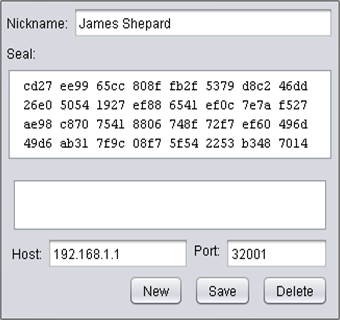 Nickname: James Shepard
Seal:
cd27 ee99 65cc 808f fb2f 5379 d8c2 46dd
26e0 5054 1927 ef88 6541 ef0c 7e7a f527
ae98 c870 7541 8806 748f 72f7 ef60 496d
49d6 ab31 7f9c 08f7 5f54 2253 b348 7014
Host: 192.168.1.1 Port: 32001
New Save Delete